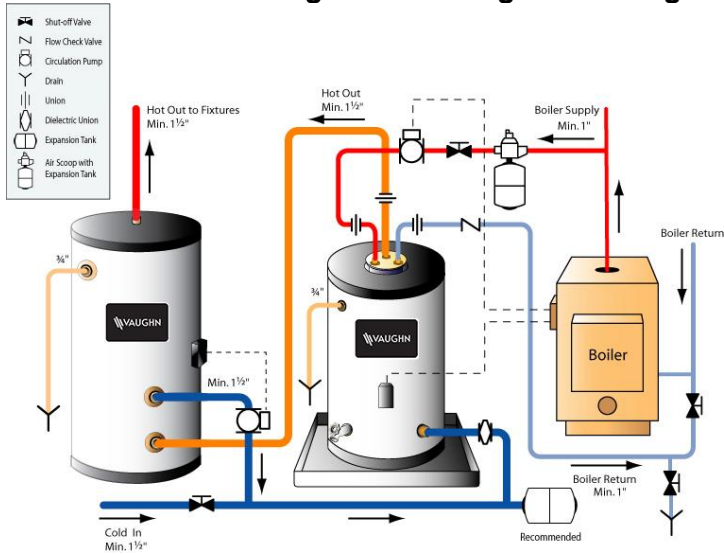 Shut-off Valve
Flow Check Valve
Circulation Pump
Drain
Union
Dielectric Union
Expansion Tank
Air Scoop with
Expansion Tank
Hot Out to Fixtures
Min. 1½"
Hot Out
Min. 1½"
Boiler Supply
Min. 1"
Boiler Return
¾"
VAUGHN
Min. 1½"
¾"
VAUGHN
Boiler
Boiler Return
Min. 1"
Cold In
Min. 1½"
Recommended